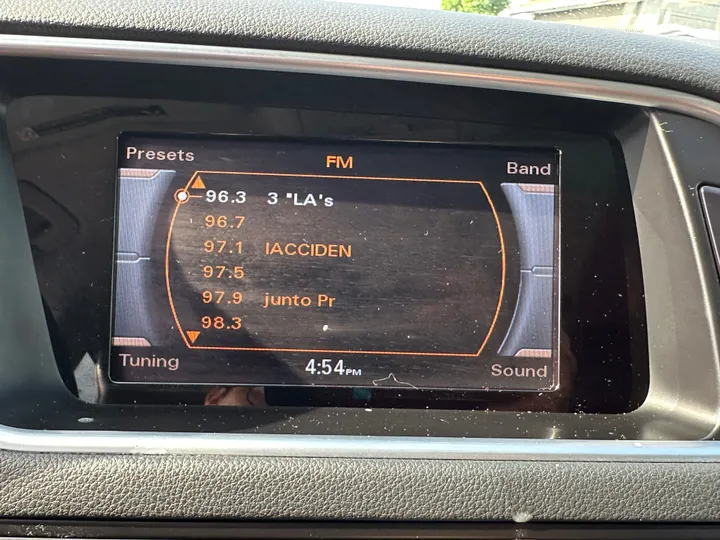 Presets FM Band
96.3 3 "LA's
96.7
97.1 IACCIDEN
97.5
97.9 junto Pr
98.3
Tuning 4:54PM Sound